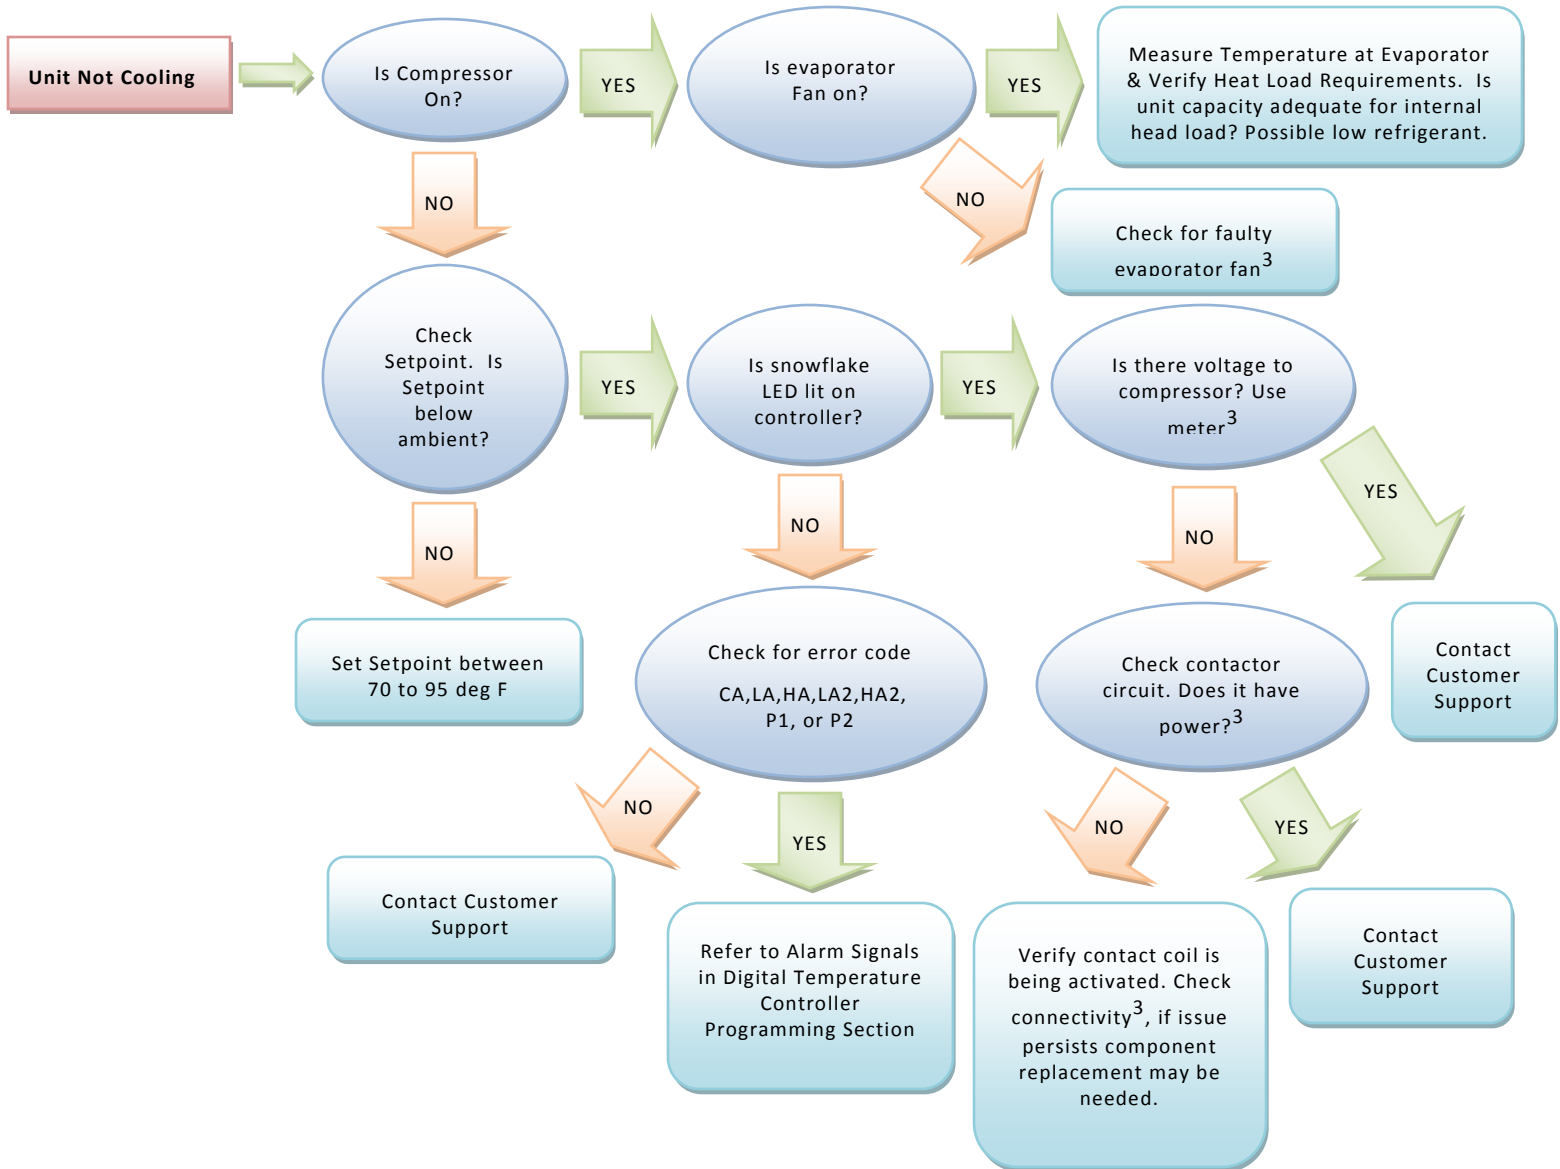 Unit Not Cooling
Is Compressor
On?
YES
Is evaporator
Fan on?
YES
Measure Temperature at Evaporator
& Verify Heat Load Requirements. Is
unit capacity adequate for internal
head load? Possible low refrigerant.
NO
NO
Check for faulty
evaporator fan3
Check
Setpoint. Is
Setpoint
below
ambient?
YES
Is snowflake
LED lit on
controller?
YES
Is there voltage to
compressor? Use
meter3
YES
NO
NO
NO
Set Setpoint between
70 to 95 deg F
Check for error code
CA,LA,HA,LA2,HA2,
P1, or P2
Check contactor
circuit. Does it have
power?3
Contact
Customer
Support
NO
YES
NO
YES
Contact Customer
Support
Refer to Alarm Signals
in Digital Temperature
Controller
Programming Section
Verify contact coil is
being activated. Check
connectivity3, if issue
persists component
replacement may be
needed.
Contact
Customer
Support